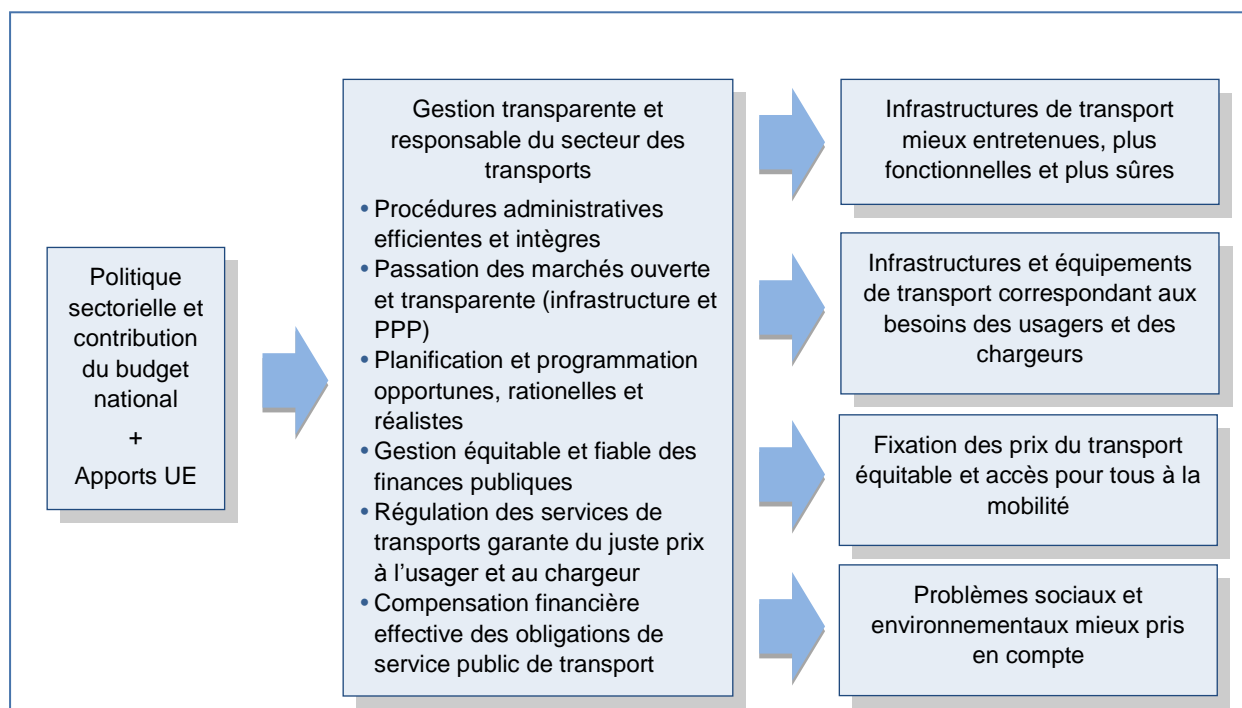 Politique
sectorielle et
contribution
du budget
national
+
Apports UE
Gestion transparente et
responsable du secteur des
transports
• Procédures administratives
efficientes et intègres
• Passation des marchés ouverte
et transparente (infrastructure et
PPP)
• Planification et programmation
opportunes, rationelles et
réalistes
• Gestion équitable et fiable des
finances publiques
• Régulation des services de
transports garante du juste prix
à l’usager et au chargeur
• Compensation financière
effective des obligations de
service public de transport
Infrastructures de transport
mieux entretenues, plus
fonctionnelles et plus sûres
Infrastructures et équipements
de transport correspondant aux
besoins des usagers et des
chargeurs
Fixation des prix du transport
équitable et accès pour tous à la
mobilité
Problèmes sociaux et
environnementaux mieux pris
en compte